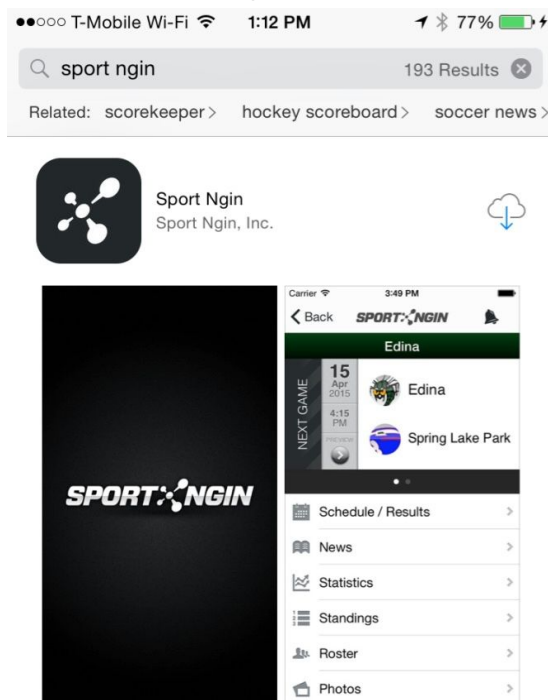 T-Mobile Wi-Fi 1:12 PM 77%
sport ngin 193 Results
Related: scorekeeper > hockey scoreboard > soccer news >
Sport Ngin
Sport Ngin, Inc.
SPORT NGIN
Carrier 3:49 PM
Back SPORT NGIN
Edina
NEXT GAME
15
Apr
2015
4:15
PM
PREVIEW
Edina
Spring Lake Park
Schedule / Results
News
Statistics
Standings
Roster
Photos